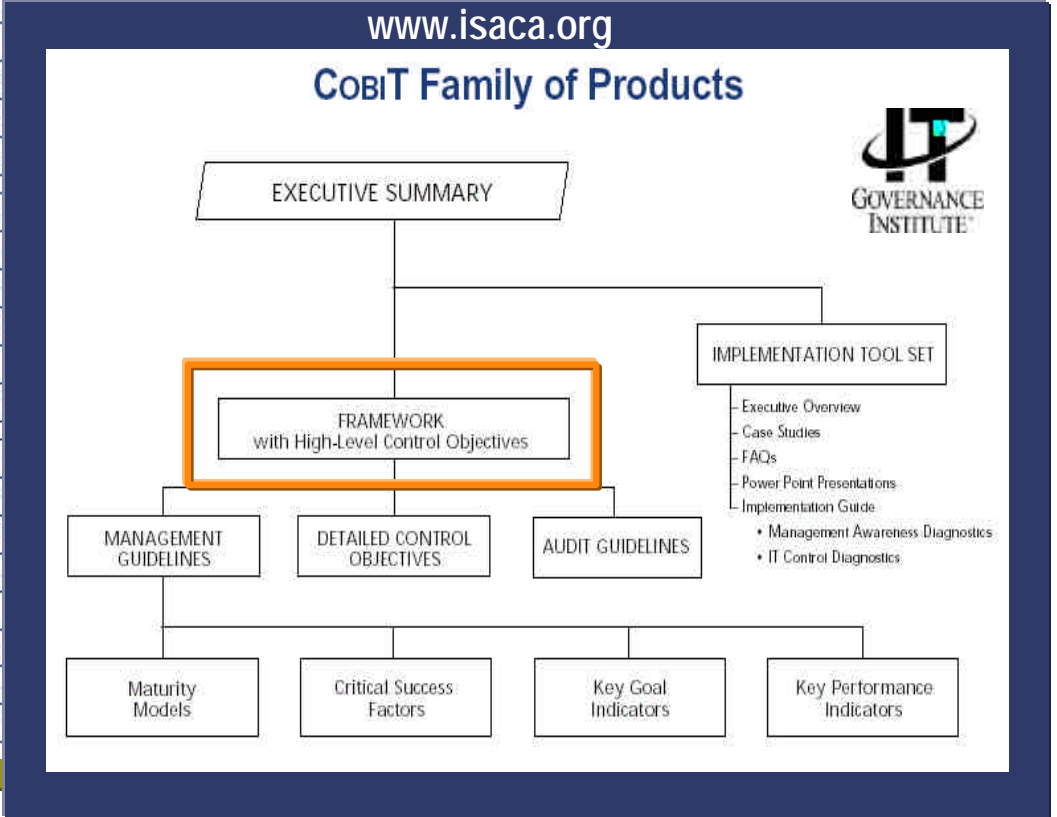 www.isaca.org
COBIT Family of Products
IT
GOVERNANCE
INSTITUTE
EXECUTIVE SUMMARY
IMPLEMENTATION TOOL SET
Executive Overview
Case Studies
FAQs
Power Point Presentations
Implementation Guide
• Management Awareness Diagnostics
• IT Control Diagnostics
FRAMEWORK
with High-Level Control Objectives
MANAGEMENT
GUIDELINES
DETAILED CONTROL
OBJECTIVES
AUDIT GUIDELINES
Maturity
Models
Critical Success
Factors
Key Goal
Indicators
Key Performance
Indicators